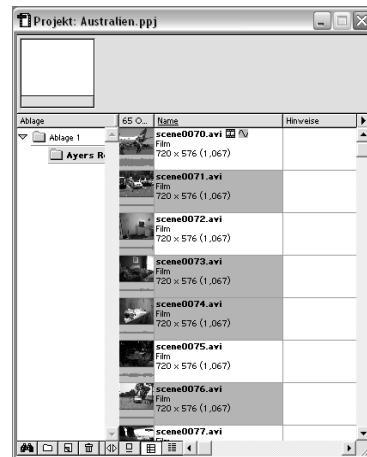 Projekt: Australien.ppj
Ablage 65 O... Name Hinweise
Ablage 1
Ayers R
scene0070.avi
Film
720 x 576 (1,067)
scene0071.avi
Film
720 x 576 (1,067)
scene0072.avi
Film
720 x 576 (1,067)
scene0073.avi
Film
720 x 576 (1,067)
scene0074.avi
Film
720 x 576 (1,067)
scene0075.avi
Film
720 x 576 (1,067)
scene0076.avi
Film
720 x 576 (1,067)
scene0077.avi